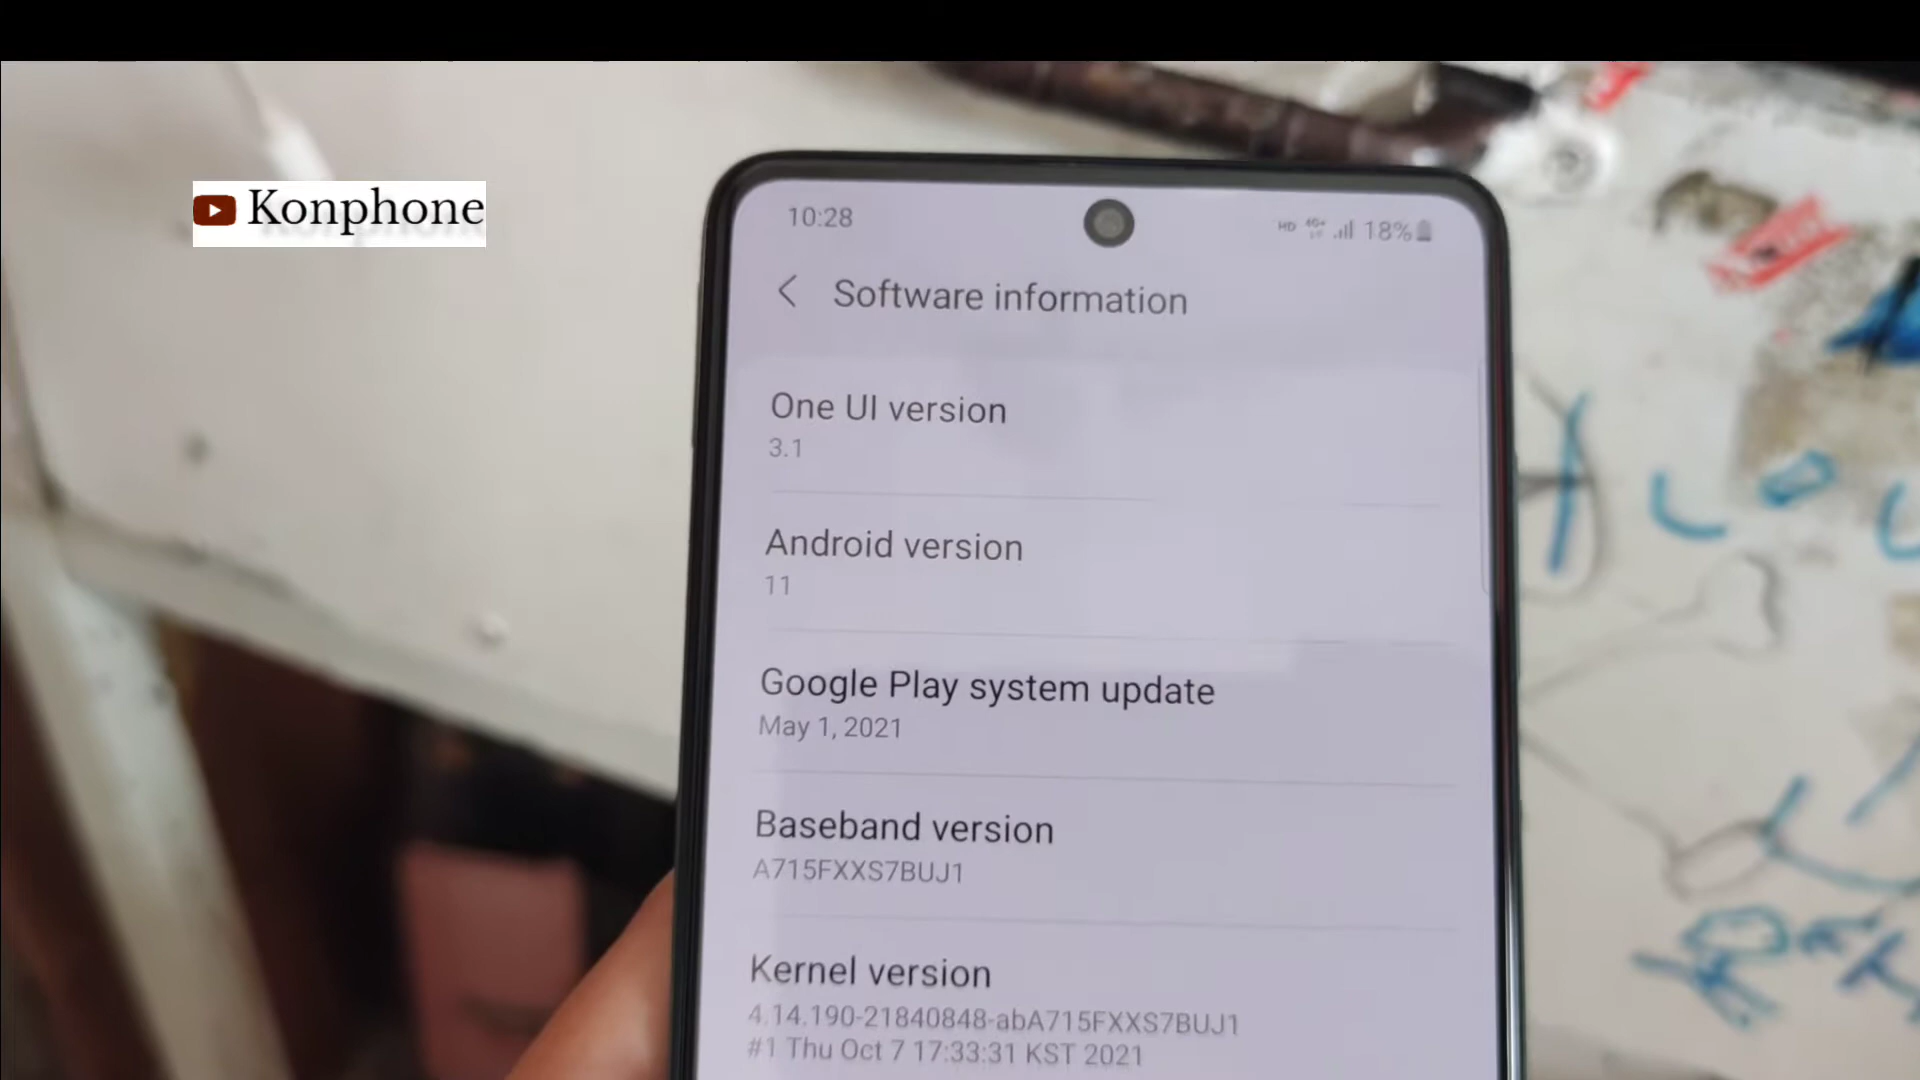 Konphone
10:28
HD 4G+ 18%
Software information
One UI version
3.1
Android version
11
Google Play system update
May 1, 2021
Baseband version
A715FXXS7BUJ1
Kernel version
4.14.190-21840848-abA715FXXS7BUJ1
#1 Thu Oct 7 17:33:31 KST 2021